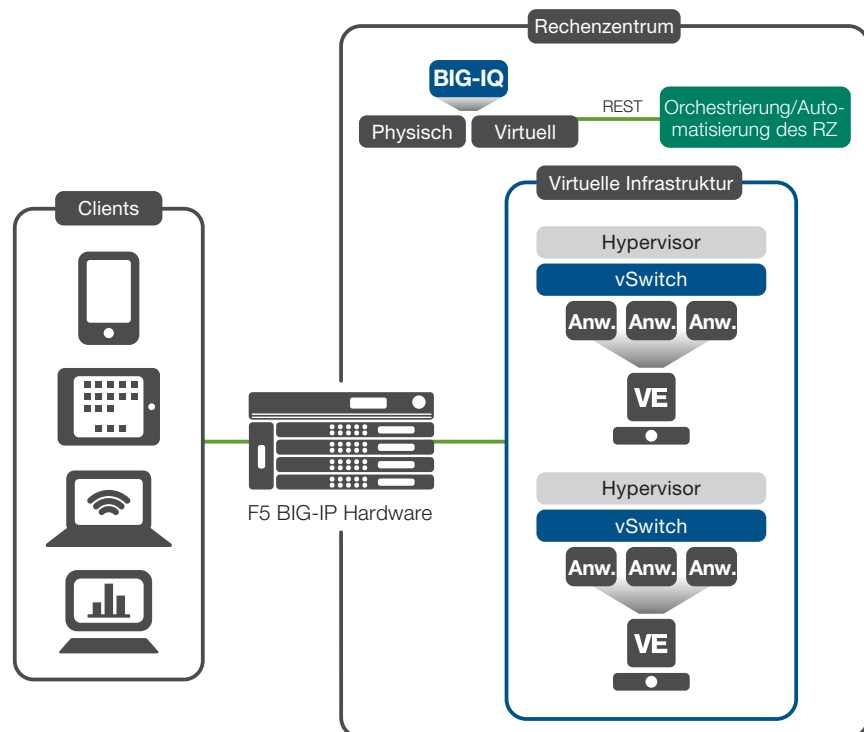 Rechenzentrum
BIG-IQ
Physisch
Virtuell
REST
Orchestrierung/Auto-
matisierung des RZ
Clients
Virtuelle Infrastruktur
Hypervisor
vSwitch
Anw. Anw. Anw.
VE
F5 BIG-IP Hardware
Hypervisor
vSwitch
Anw. Anw. Anw.
VE